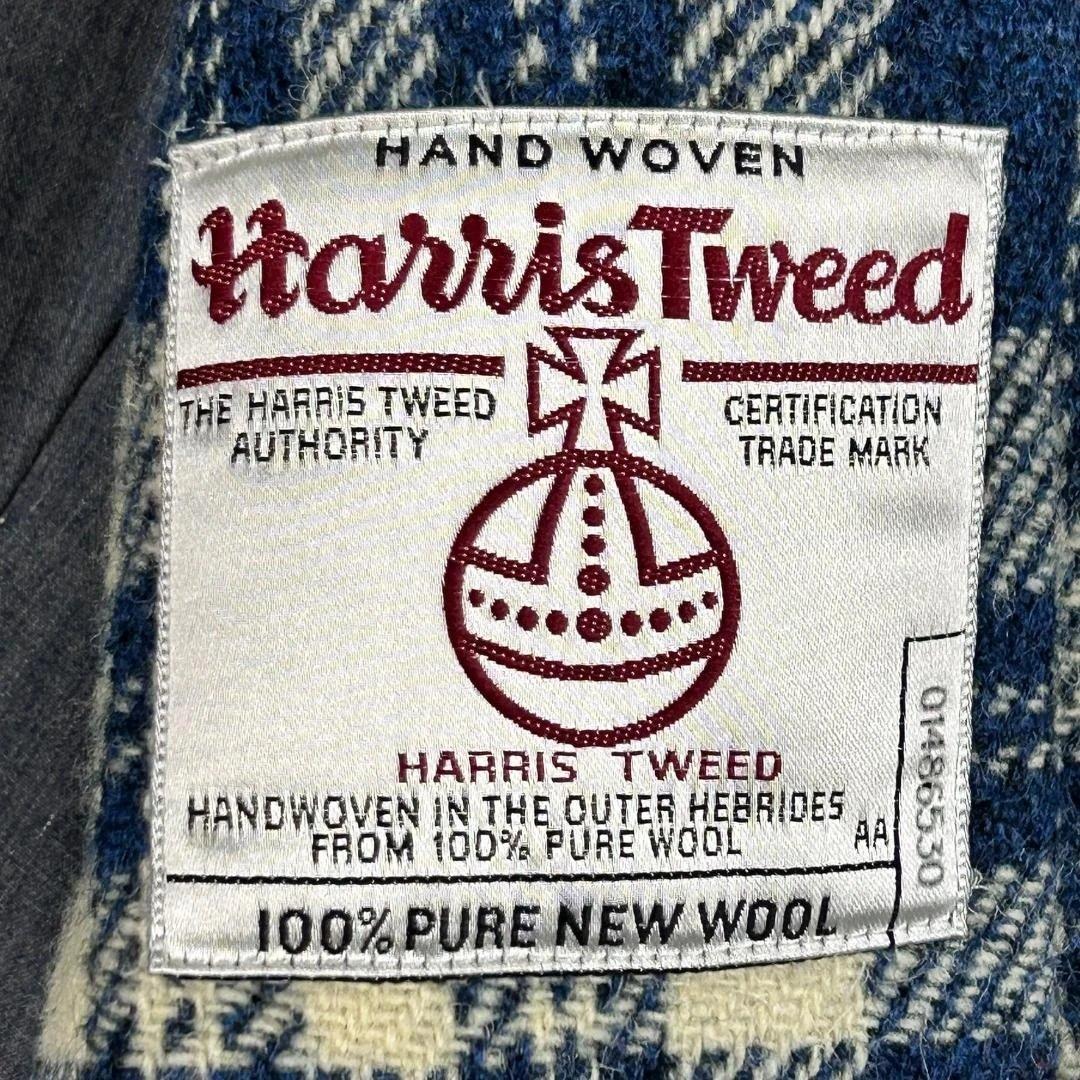 HAND WOVEN
Harris Tweed
THE HARRIS TWEED
AUTHORITY
CERTIFICATION
TRADE MARK
HARRIS TWEED
HANDWOVEN IN THE OUTER HEBRIDES
FROM 100% PURE WOOL
AA
014865530
100% PURE NEW WOOL